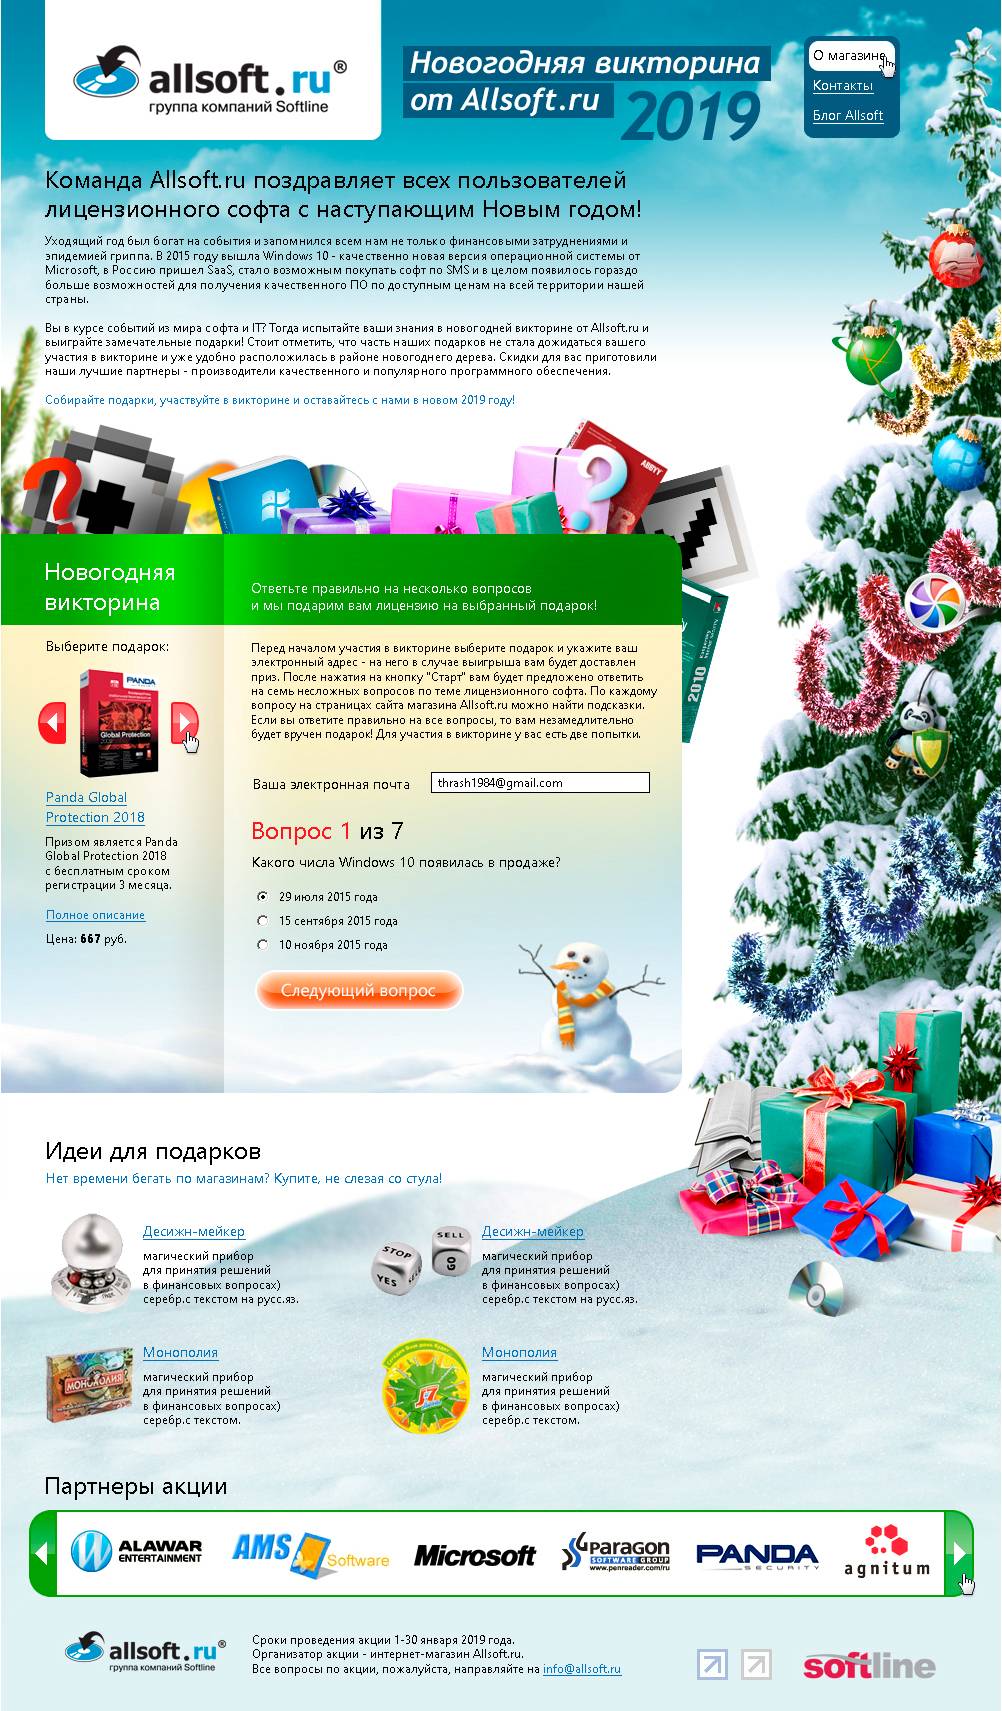 allsoft.ru®
группа компаний Softline
Новогодняя викторина
от Allsoft.ru
2019
О магазине
Контакты
Блог Allsoft
Команда Allsoft.ru поздравляет всех пользователей
лицензионного софта с наступающим Новым годом!
Уходящий год был богат на события и запомнился всем нам не только финансовыми затруднениями и
эпидемией гриппа. В 2015 году вышла Windows 10 - качественно новая версия операционной системы от
Microsoft, в Россию пришел SaaS, стало возможным покупать софт по SMS и в целом появилось гораздо
больше возможностей для получения качественного ПО по доступным ценам на всей территории нашей
страны.
Вы в курсе событий из мира софта и IT? Тогда испытайте ваши знания в новогодней викторине от Allsoft.ru и
выиграйте замечательные подарки! Стоит отметить, что часть наших подарков не стала дожидаться вашего
участия в викторине и уже удобно расположилась в районе новогоднего дерева. Скидки для вас приготовили
наши лучшие партнеры - производители качественного и популярного программного обеспечения.
Собирайте подарки, участвуйте в викторине и оставайтесь с нами в новом 2019 году!
?
?
ABBYY
2010
Новогодняя
викторина
Ответьте правильно на несколько вопросов
и мы подарим вам лицензию на выбранный подарок!
Выберите подарок:
PANDA
Global Protection
Panda Global
Protection 2018
Призом является Panda
Global Protection 2018
с бесплатным сроком
регистрации 3 месяца.
Полное описание
Цена: 667 руб.
Перед началом участия в викторине выберите подарок и укажите ваш
электронный адрес - на него в случае выигрыша вам будет доставлен
приз. После нажатия на кнопку "Старт" вам будет предложено ответить
на семь несложных вопросов по теме лицензионного софта. По каждому
вопросу на страницах сайта магазина Allsoft.ru можно найти подсказки.
Если вы ответите правильно на все вопросы, то вам незамедлительно
будет вручен подарок! Для участия в викторине у вас есть две попытки.
Ваша электронная почта
thrash1984@gmail.com
Вопрос 1 из 7
Какого числа Windows 10 появилась в продаже?
29 июля 2015 года
15 сентября 2015 года
10 ноября 2015 года
Следующий вопрос
Идеи для подарков
Нет времени бегать по магазинам? Купите, не слезая со стула!
Десижн-мейкер
магический прибор
для принятия решений
в финансовых вопросах)
серебр.с текстом на русс.яз.
STOP
YES
SELL
GO
Десижн-мейкер
магический прибор
для принятия решений
в финансовых вопросах)
серебр.с текстом на русс.яз.
МОНОПОЛИЯ
Монополия
магический прибор
для принятия решений
в финансовых вопросах)
серебр.с текстом.
Монополия
магический прибор
для принятия решений
в финансовых вопросах)
серебр.с текстом.
Партнеры акции
ALAWAR
ENTERTAINMENT
AMS
Software
Microsoft
PARAGON
SOFTWARE GROUP
www.penreader.com/ru
PANDA
SECURITY
agnitum
allsoft.ru®
группа компаний Softline
Сроки проведения акции 1-30 января 2019 года.
Организатор акции - интернет-магазин Allsoft.ru.
Все вопросы по акции, пожалуйста, направляйте на info@allsoft.ru
softline